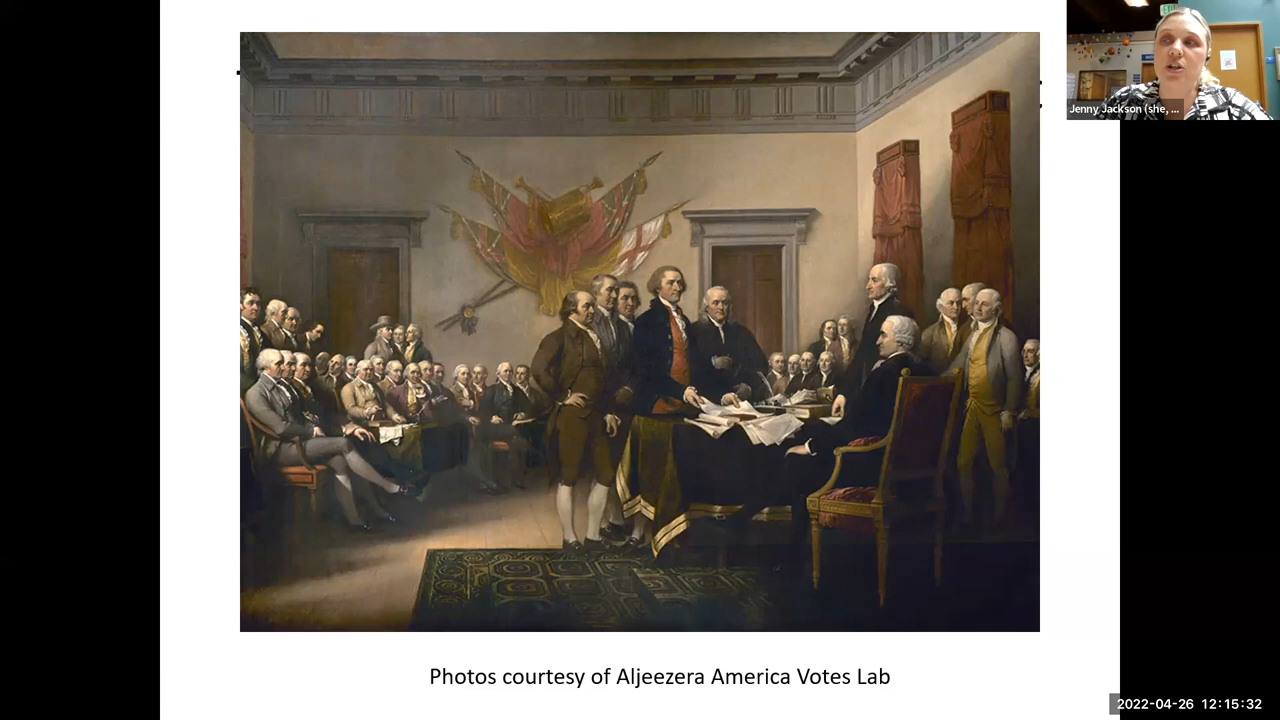 Jenny Jackson (she, ...
Photos courtesy of Aljeezera America Votes Lab
2022-04-26 12:15:32